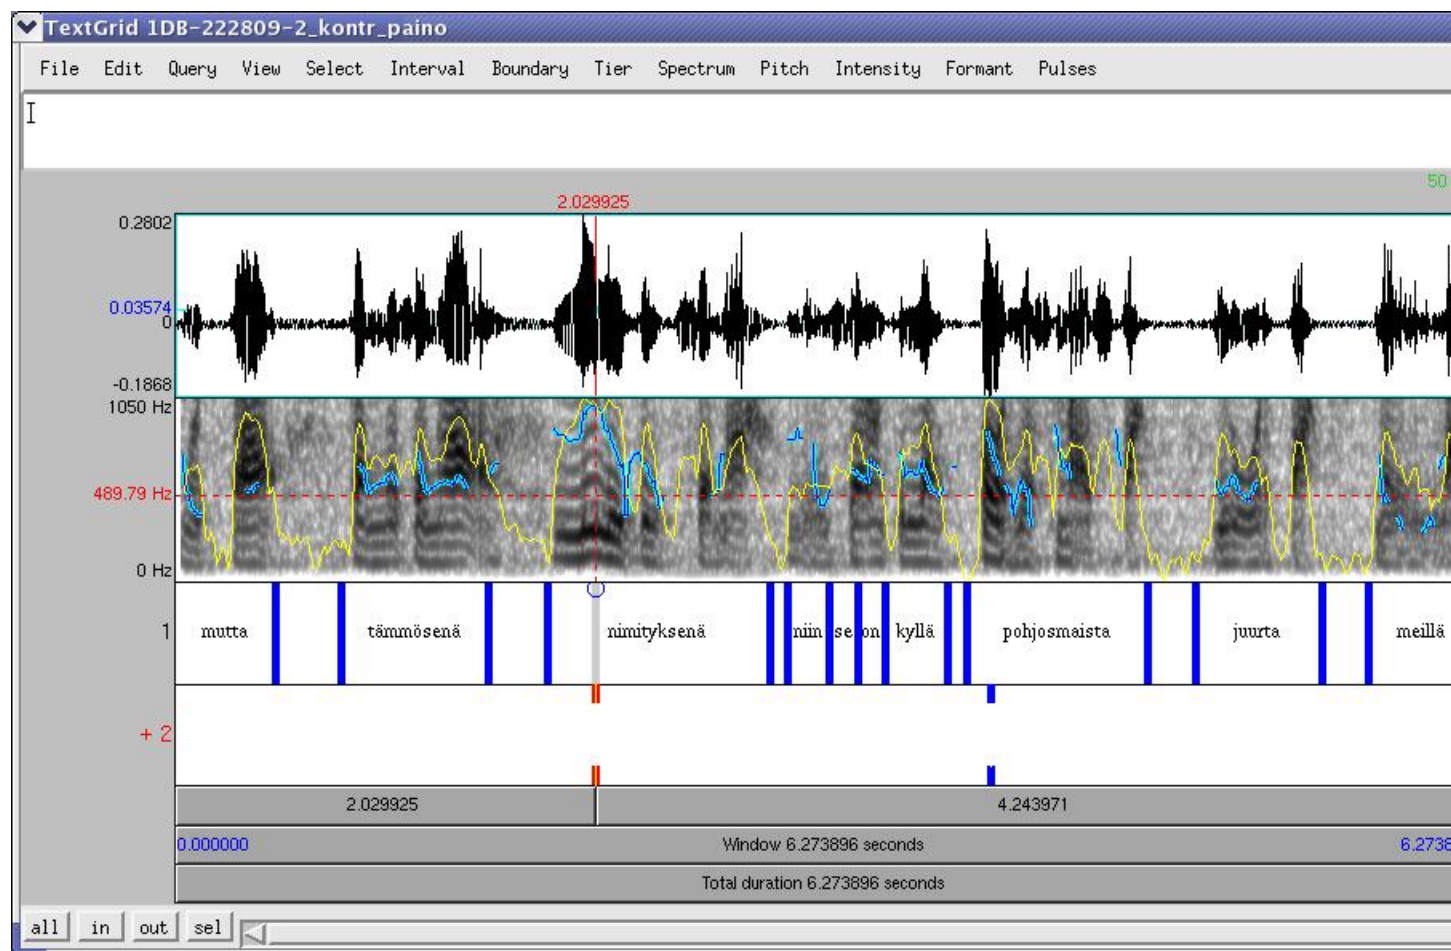 TextGrid 1DB-222809-2_kontr_paino
File Edit Query View Select Interval Boundary Tier Spectrum Pitch Intensity Formant Pulses
50
2.029925
0.2802
0.03574
0
-0.1868
1050 Hz
489.79 Hz
0 Hz
1 mutta tämmösenä nimityksenä niin se on kyllä pohjosmaista juurta meillä
+ 2
2.029925 4.243971
0.000000 Window 6.273896 seconds 6.2738
Total duration 6.273896 seconds
all in out sel